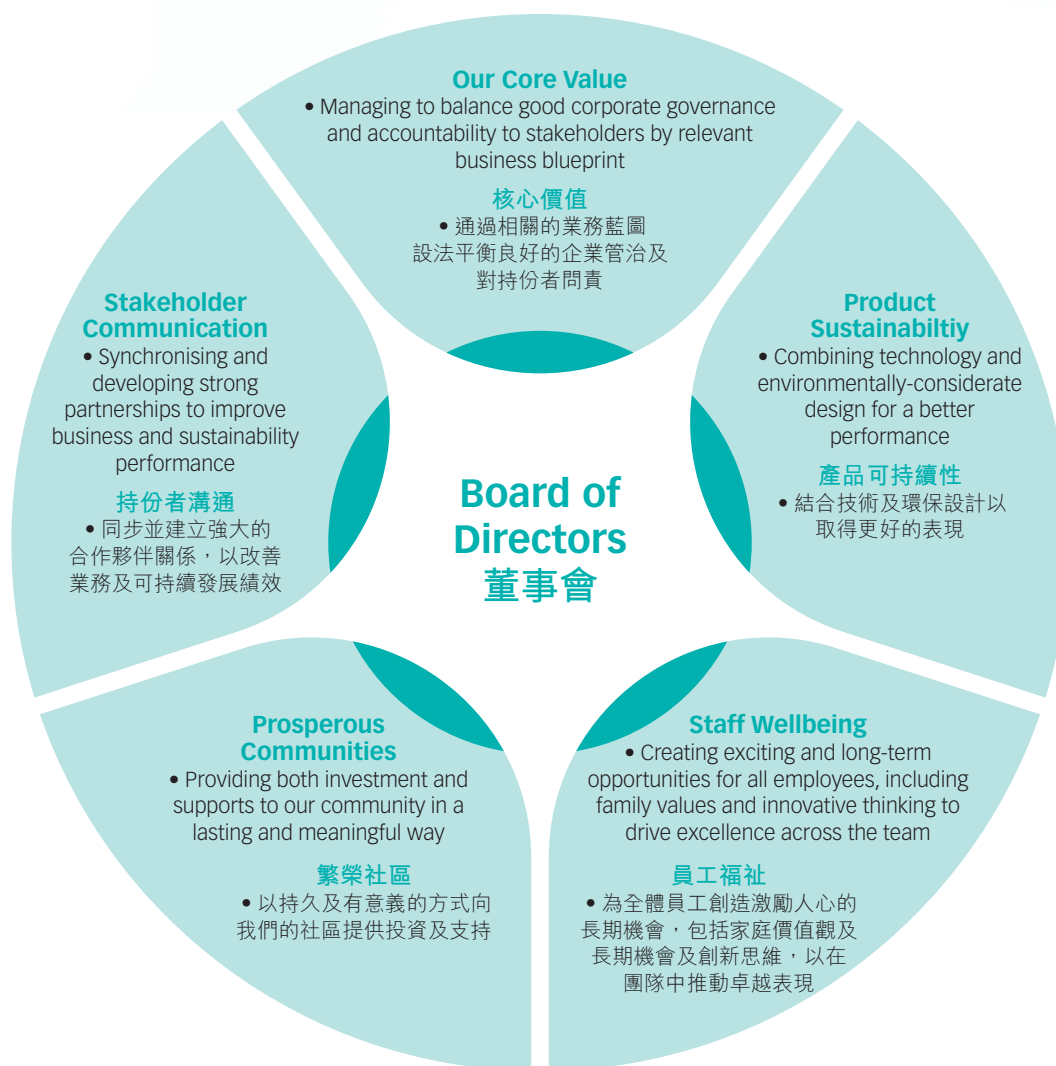 Our Core Value
• Managing to balance good corporate governance
and accountability to stakeholders by relevant
business blueprint
核心價值
• 通過相關的業務藍圖
設法平衡良好的企業管治及
對持份者問責
Stakeholder
Communication
• Synchronising and
developing strong
partnerships to improve
business and sustainability
performance
持份者溝通
• 同步並建立強大的
合作夥伴關係，以改善
業務及可持續發展績效
Product
Sustainabiltiy
• Combining technology and
environmentally-considerate
design for a better
performance
產品可持續性
• 結合技術及環保設計以
取得更好的表現
Board of
Directors
董事會
Prosperous
Communities
• Providing both investment and
supports to our community in a
lasting and meaningful way
繁榮社區
• 以持久及有意義的方式向
我們的社區提供投資及支持
Staff Wellbeing
• Creating exciting and long-term
opportunities for all employees, including
family values and innovative thinking to
drive excellence across the team
員工福祉
• 為全體員工創造激勵人心的
長期機會，包括家庭價值觀及
長期機會及創新思維，以在
團隊中推動卓越表現